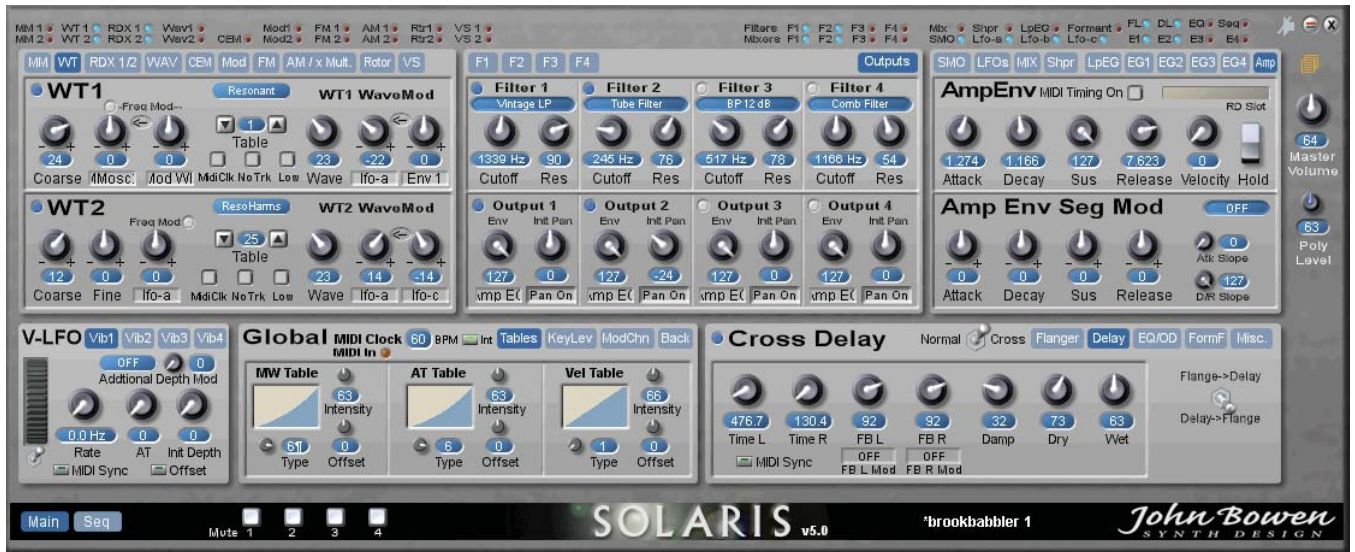 MM 1 WT 1 RDX 1 Wav1 Mod1 FM 1 AM 1 Rtr1 VS 1
MM 2 WT 2 RDX 2 Wav2 CEM Mod2 FM 2 AM 2 Rtr2 VS 2
Filters F1 F2 F3 F4
Mixers F1 F2 F3 F4
Mix Shpr LpEG Formant FL DL EQ Seq
SMO Lfo-a Lfo-b Lfo-c E1 E2 E3 E4
MM WT RDX 1/2 WAV CEM Mod FM AM / x Mult. Rotor VS
WT1 Resonant WT1 WaveMod
-Freq Mod--
1
Table
24 0 0 23 -22 0
Coarse Mod MidiClk NoTrk Low Wave lfo-a Env 1
WT2 ResoHarms WT2 WaveMod
Freq Mod
25
Table
12 0 0 23 14 -14
Coarse Fine lfo-a MidiClk NoTrk Low Wave lfo-a lfo-c
F1 F2 F3 F4 Outputs
Filter 1 Filter 2 Filter 3 Filter 4
Vintage LP Tube Filter BP 12 dB Comb Filter
1339 Hz 90 245 Hz 76 517 Hz 78 1166 Hz 54
Cutoff Res Cutoff Res Cutoff Res Cutoff Res
Output 1 Output 2 Output 3 Output 4
Env Init Pan Env Init Pan Env Init Pan Env Init Pan
127 0 127 -24 127 0 127 0
Pan On Pan On Pan On Pan On
SMO LFOs MIX Shpr LpEG EG1 EG2 EG3 EG4 Amp
AmpEnv MIDI Timing On
RD Slot
1.274 1.166 127 7.623 0
Attack Decay Sus Release Velocity Hold
Amp Env Seg Mod OFF
0
Atk Slope
0 0 0 0 127
Attack Decay Sus Release D/R Slope
64
Master
Volume
63
Poly
Level
V-LFO Vib1 Vib2 Vib3 Vib4
OFF 0
Addtional Depth Mod
0.0 Hz 0 0
Rate AT Init Depth
MIDI Sync Offset
Global MIDI Clock 60 BPM Int Tables KeyLev ModChn Back
MIDI In
MW Table AT Table Vel Table
63 63 66
Intensity Intensity Intensity
6¶ 0 6 0 1 0
Type Offset Type Offset Type Offset
Cross Delay Normal Cross Flanger Delay EQ/OD FormF Misc.
Flange->Delay
Delay->Flange
476.7 130.4 92 92 32 73 63
Time L Time R FB L FB R Damp Dry Wet
MIDI Sync OFF OFF
FB L Mod FB R Mod
Main Seq
Mute 1 2 3 4
SOLARIS v5.0
*brookbabbler 1
John Bowen
SYNTH DESIGN